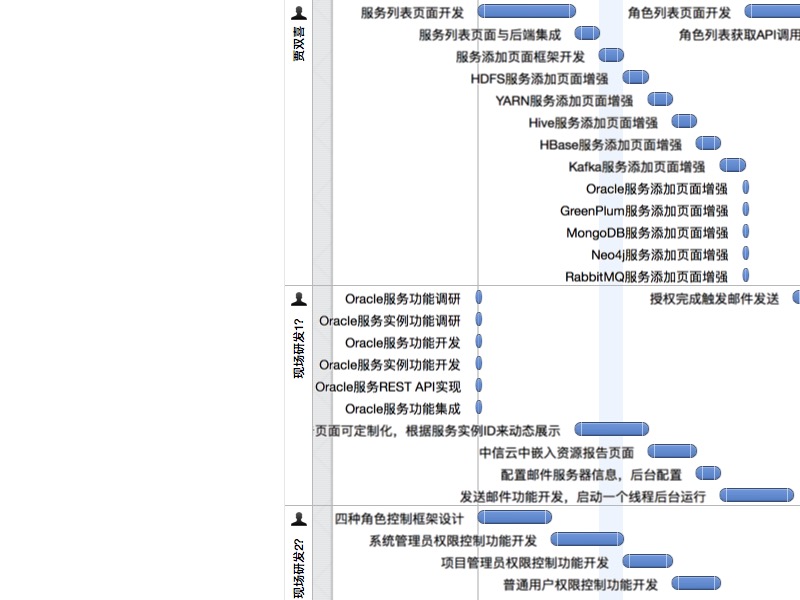 贾双喜
服务列表页面开发
角色列表页面开发
服务列表页面与后端集成
角色列表获取API调用
服务添加页面框架开发
HDFS服务添加页面增强
YARN服务添加页面增强
Hive服务添加页面增强
HBase服务添加页面增强
Kafka服务添加页面增强
Oracle服务添加页面增强
GreenPlum服务添加页面增强
MongoDB服务添加页面增强
Neo4j服务添加页面增强
RabbitMQ服务添加页面增强
现场研发1?
Oracle服务功能调研
授权完成触发邮件发送
Oracle服务实例功能调研
Oracle服务功能开发
Oracle服务实例功能开发
Oracle服务REST API实现
Oracle服务功能集成
页面可定制化，根据服务实例ID来动态展示
中信云中嵌入资源报告页面
配置邮件服务器信息，后台配置
发送邮件功能开发，启动一个线程后台运行
现场研发2?
四种角色控制框架设计
系统管理员权限控制功能开发
项目管理员权限控制功能开发
普通用户权限控制功能开发